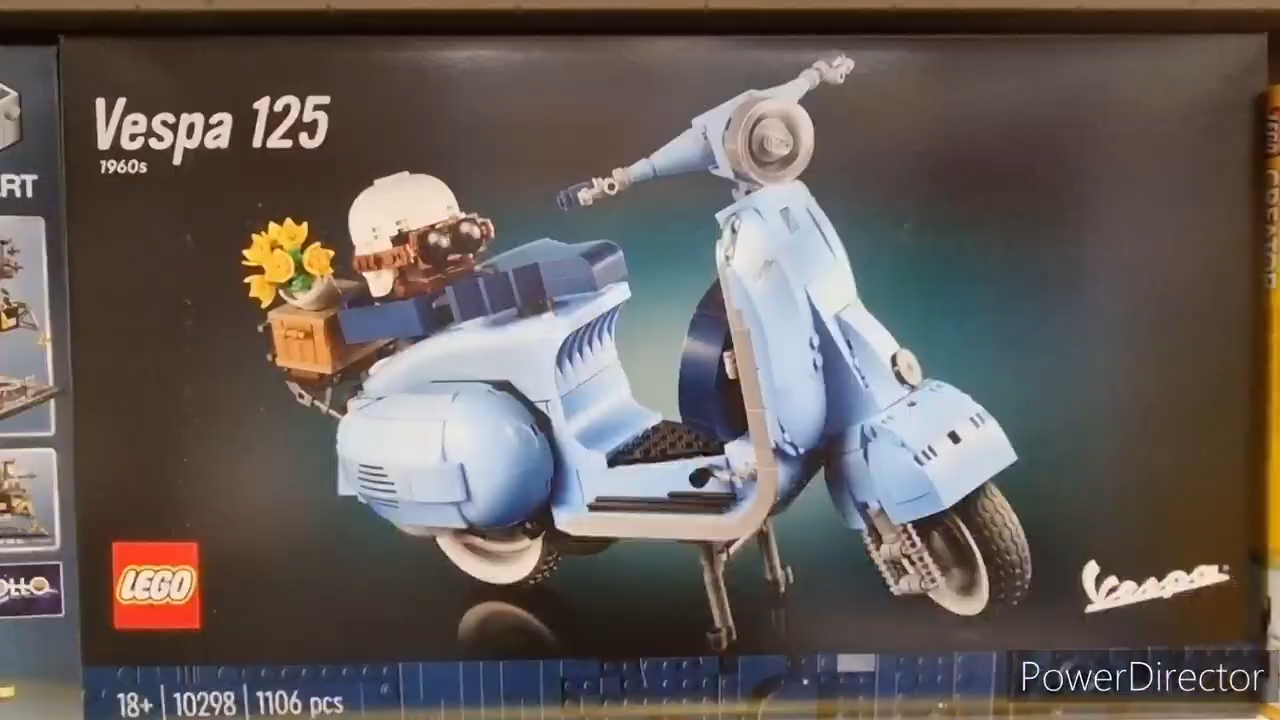 Vespa 125
1960s
LEGO
Vespa
18+ | 10298 | 1106 pcs
PowerDirector